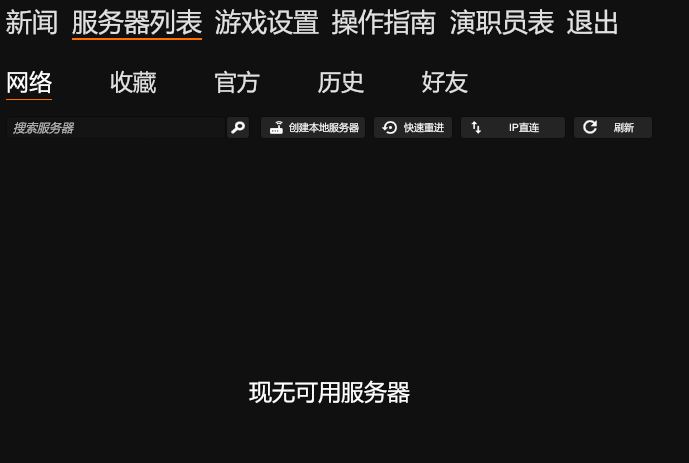 新闻 服务器列表 游戏设置 操作指南 演职员表 退出
网络 收藏 官方 历史 好友
搜索服务器 创建本地服务器 快速重进 IP直连 刷新
现无可用服务器